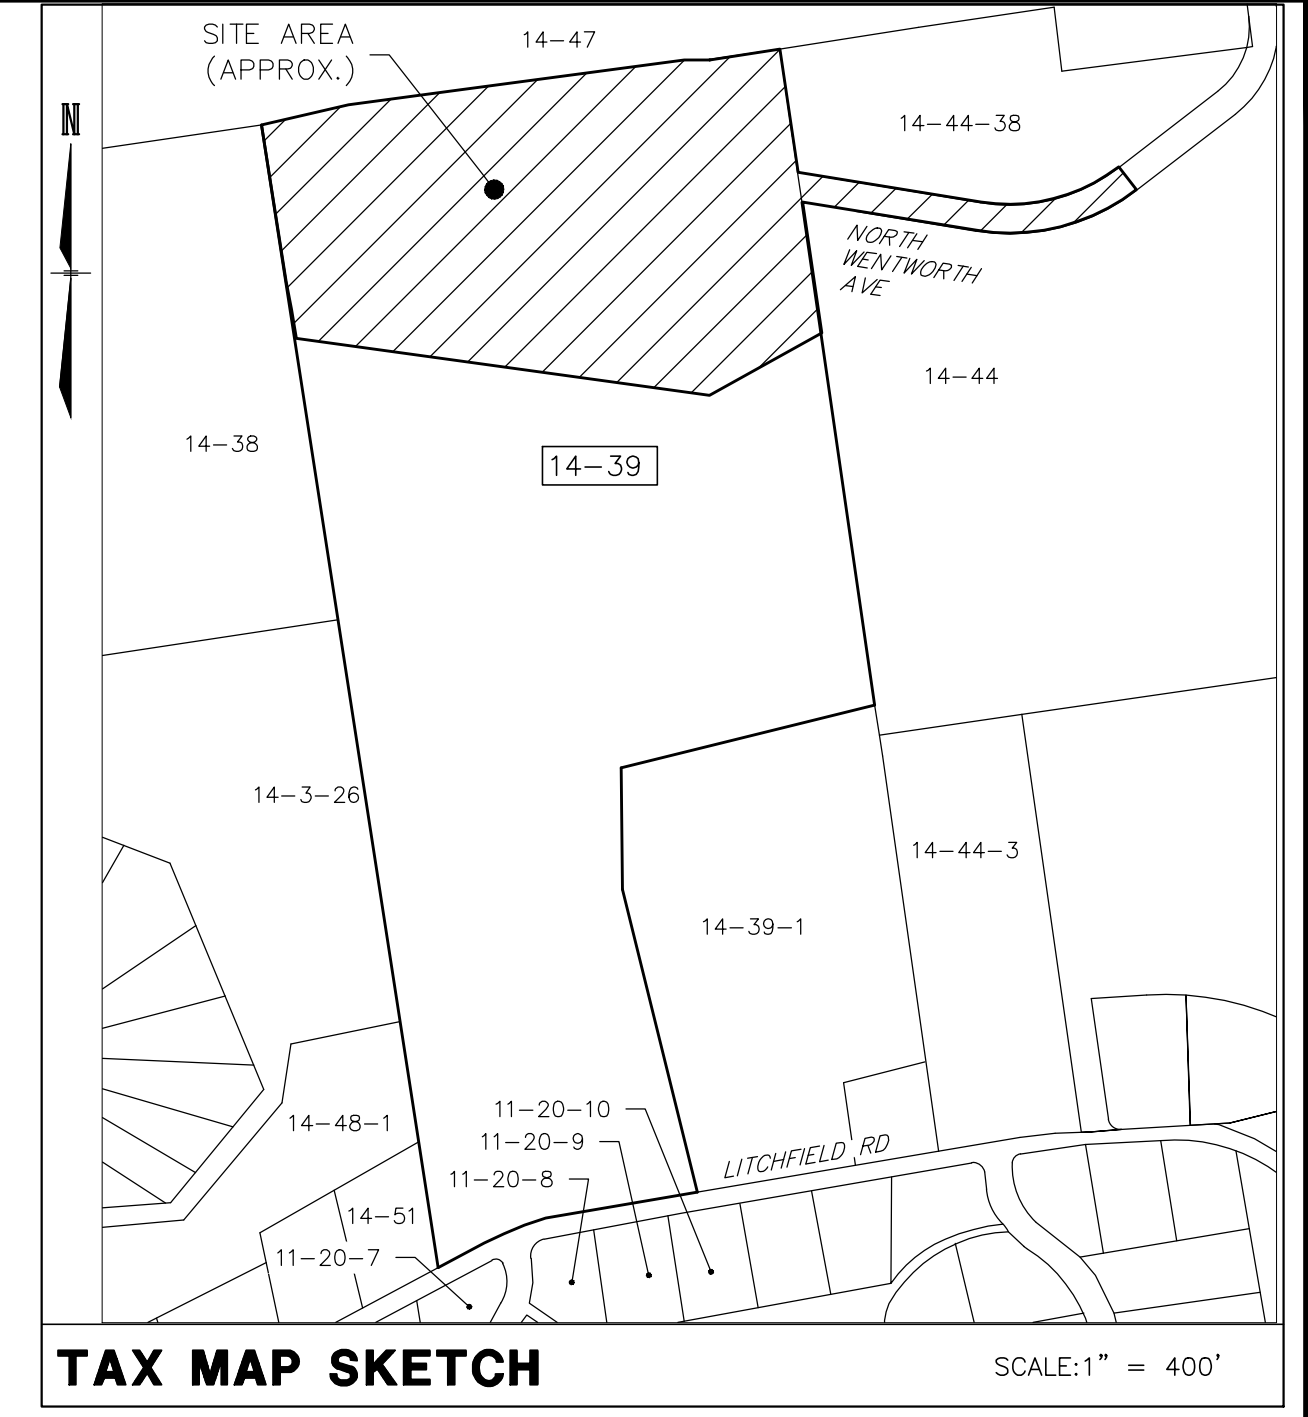 SITE AREA
(APPROX.)
14-47
N
14-44-38
NORTH
WENTWORTH
AVE
14-44
14-38
14-39
14-3-26
14-44-3
14-39-1
11-20-10
14-48-1
11-20-9
LITCHFIELD RD
11-20-8
14-51
11-20-7
TAX MAP SKETCH
SCALE:1" = 400'